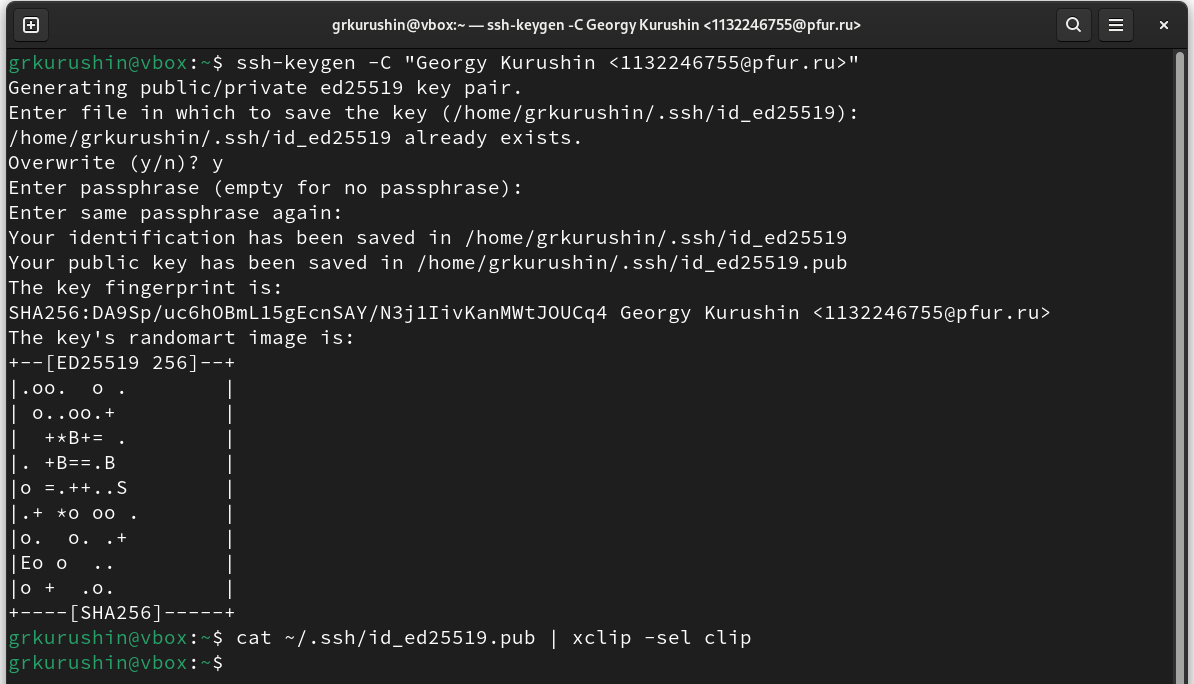 grkurushin@vbox:~ — ssh-keygen -C Georgy Kurushin <1132246755@pfur.ru>
grkurushin@vbox:~$ ssh-keygen -C "Georgy Kurushin <1132246755@pfur.ru>"
Generating public/private ed25519 key pair.
Enter file in which to save the key (/home/grkurushin/.ssh/id_ed25519):
/home/grkurushin/.ssh/id_ed25519 already exists.
Overwrite (y/n)? y
Enter passphrase (empty for no passphrase):
Enter same passphrase again:
Your identification has been saved in /home/grkurushin/.ssh/id_ed25519
Your public key has been saved in /home/grkurushin/.ssh/id_ed25519.pub
The key fingerprint is:
SHA256:DA9Sp/uc6hOBmL15gEcnSAY/N3j1IivKanMWtJOUCq4 Georgy Kurushin <1132246755@pfur.ru>
The key's randomart image is:
+--[ED25519 256]--+
|.oo.  o .        |
| o..oo.+         |
|  +*B+= .        |
|. +B==.B         |
|o =.++..S        |
|.+ *o oo .       |
|o.  o. .+        |
|Eo o  ..         |
|o +  .o.         |
+----[SHA256]-----+
grkurushin@vbox:~$ cat ~/.ssh/id_ed25519.pub | xclip -sel clip
grkurushin@vbox:~$